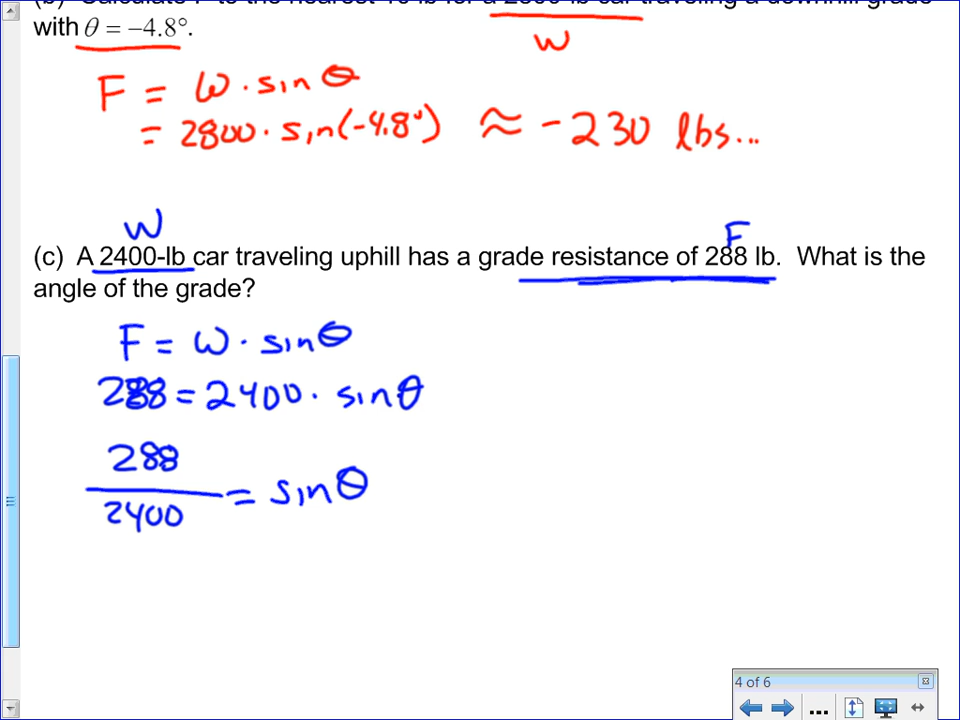 with θ = −4.8°.
W
F = W · sin θ
= 2800 · sin(-4.8°) ≈ -230 lbs...
W
F
(c) A 2400-lb car traveling uphill has a grade resistance of 288 lb. What is the
angle of the grade?
F = W · sin θ
288 = 2400 · sin θ
288
2400
= sin θ
4 of 6